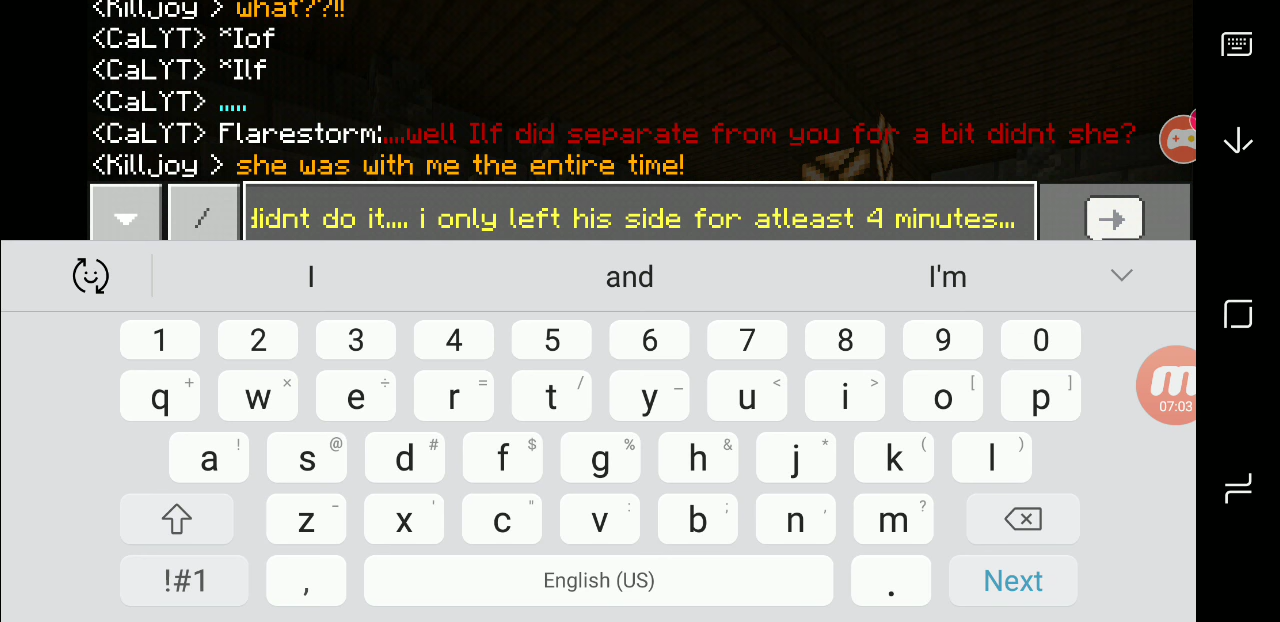 <Killjoy > what??!!
<CaLYT> *Iof
<CaLYT> *Ilf
<CaLYT> .....
<CaLYT> Flarestorm:....well Ilf did separate from you for a bit didnt she?
<Killjoy > she was with me the entire time!
/ didnt do it.... i only left his side for atleast 4 minutes...
I and I'm
1 2 3 4 5 6 7 8 9 0
q + w × e ÷ r = t / y _ u < i > o [ p ]
07:03
a ! s @ d # f $ g % h & j * k ( l )
z - x ' c " v : b ; n , m ?
!#1 , English (US) . Next